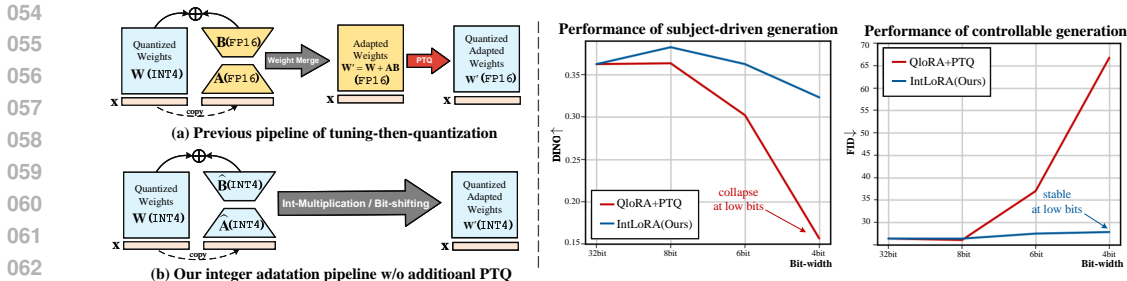 054
055
056
057
058
059
060
061
062
Quantized
Weights
W (INT4)
B(FP16)
A(FP16)
x
copy
Weight Merge
Adapted
Weights
W' = W + AB
(FP16)
x
PTQ
Quantized
Adapted
Weights
W' (FP16)
(a) Previous pipeline of tuning-then-quantization
Quantized
Weights
W (INT4)
B̂(INT4)
Â(INT4)
x
copy
Int-Multiplication / Bit-shifting
Quantized
Adapted
Weights
W'(INT4)
(b) Our integer adatation pipeline w/o additioanl PTQ
Performance of subject-driven generation
DINO↑
0.35
0.30
0.25
0.20
0.15
QLoRA+PTQ
IntLoRA(Ours)
collapse
at low bits
32bit
8bit
6bit
4bit
Bit-width
Performance of controllable generation
FID↓
70
65
60
55
50
45
40
35
30
QLoRA+PTQ
IntLoRA(Ours)
stable
at low bits
32bit
8bit
6bit
4bit
Bit-width